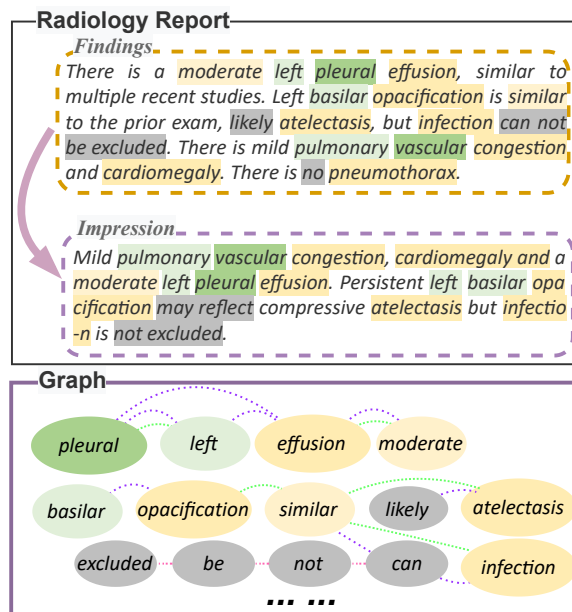 Radiology Report
Findings
There is a moderate left pleural effusion, similar to
multiple recent studies. Left basilar opacification is similar
to the prior exam, likely atelectasis, but infection can not
be excluded. There is mild pulmonary vascular congestion
and cardiomegaly. There is no pneumothorax.
Impression
Mild pulmonary vascular congestion, cardiomegaly and a
moderate left pleural effusion. Persistent left basilar opa
cification may reflect compressive atelectasis but infectio
-n is not excluded.
Graph
pleural left effusion moderate
basilar opacification similar likely atelectasis
excluded be not can infection
... ...